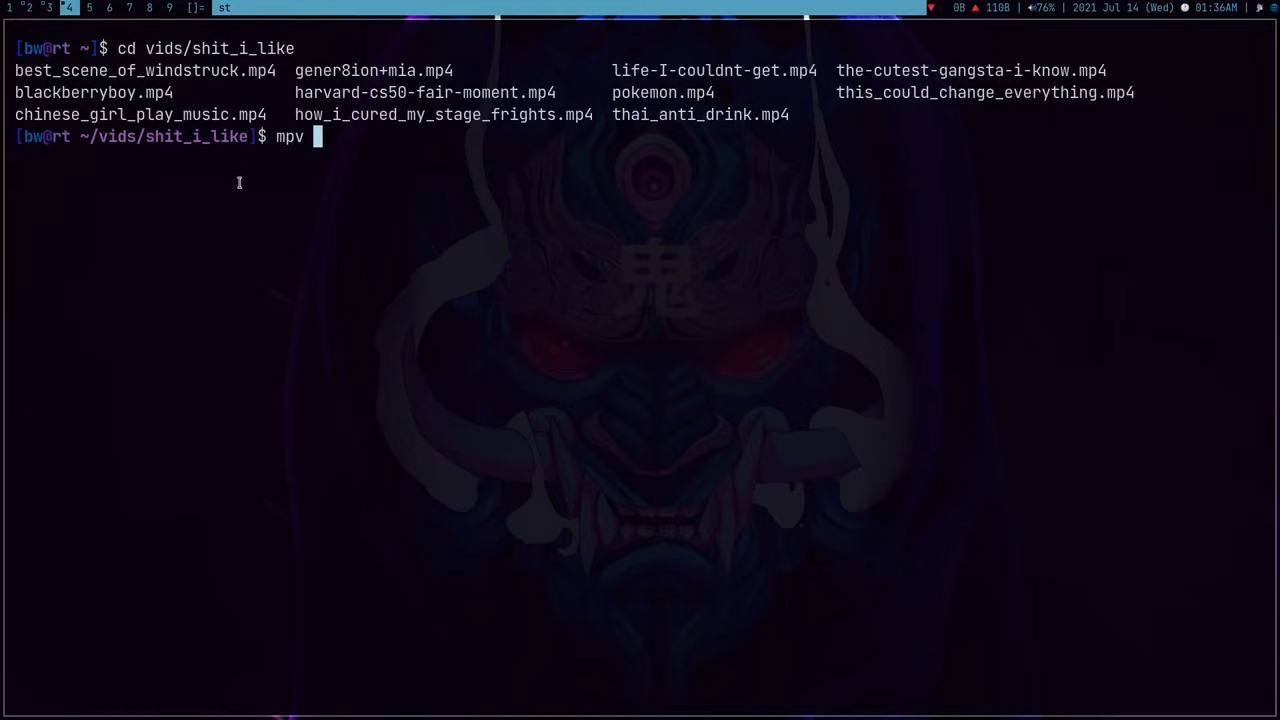 1 2 3 4 5 6 7 8 9 []= st 0B 110B | 76% | 2021 Jul 14 (Wed) 01:36AM |
[bw@rt ~]$ cd vids/shit_i_like
best_scene_of_windstruck.mp4 gener8ion+mia.mp4 life-I-couldnt-get.mp4 the-cutest-gangsta-i-know.mp4
blackberryboy.mp4 harvard-cs50-fair-moment.mp4 pokemon.mp4 this_could_change_everything.mp4
chinese_girl_play_music.mp4 how_i_cured_my_stage_frights.mp4 thai_anti_drink.mp4
[bw@rt ~/vids/shit_i_like]$ mpv
鬼